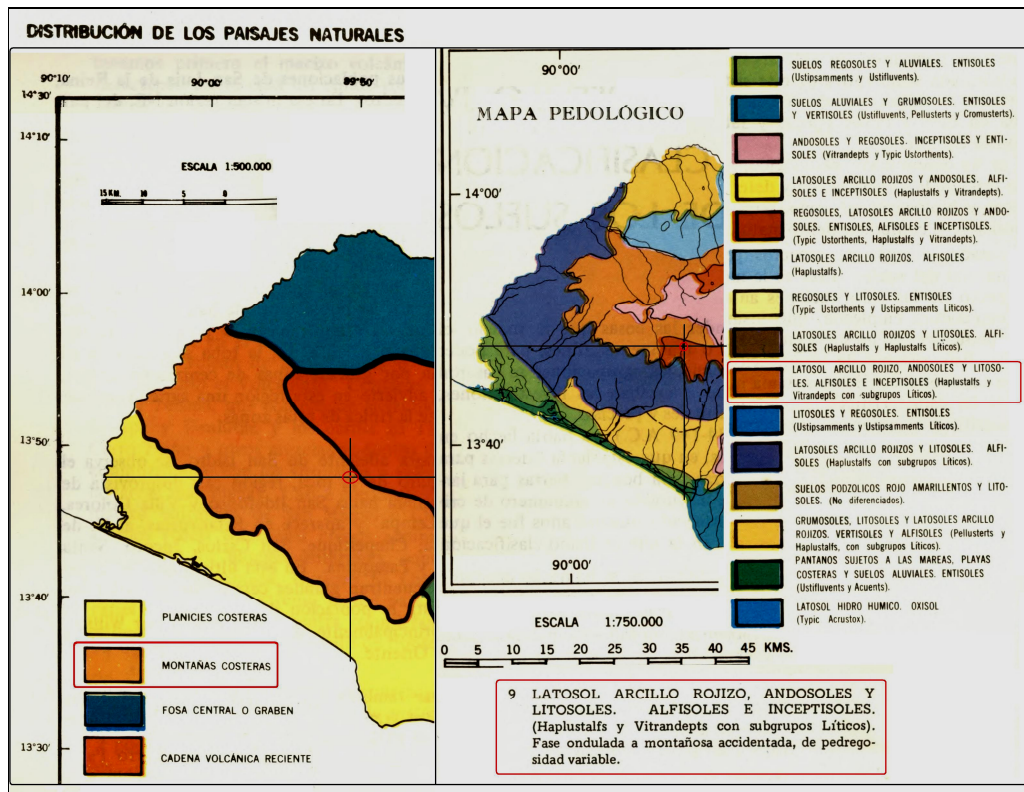 DISTRIBUCIÓN DE LOS PAISAJES NATURALES
90°10'
90°00'
89°50'
14°30'
14°10'
ESCALA 1:500.000
15 KM. 10 5 0
14°00'
13°50'
13°40'
13°30'
PLANICIES COSTERAS
MONTAÑAS COSTERAS
FOSA CENTRAL O GRABEN
CADENA VOLCÁNICA RECIENTE
90°00'
MAPA PEDOLÓGICO
14°00'
13°40'
90°00'
ESCALA 1:750.000
0 5 10 15 20 25 30 35 40 45 KMS.
SUELOS REGOSOLES Y ALUVIALES. ENTISOLES
(Ustipsamments y Ustifluvents).
SUELOS ALUVIALES Y GRUMOSOLES. ENTISOLES
Y VERTISOLES (Ustifluvents, Pellusterts y Cromusterts).
ANDOSOLES Y REGOSOLES. INCEPTISOLES Y ENTI-
SOLES (Vitrandepts y Typic Ustorthents).
LATOSOLES ARCILLO ROJIZOS Y ANDOSOLES. ALFI-
SOLES E INCEPTISOLES (Haplustalfs y Vitrandepts).
REGOSOLES, LATOSOLES ARCILLO ROJIZOS Y ANDO-
SOLES. ENTISOLES, ALFISOLES E INCEPTISOLES.
(Typic Ustorthents, Haplustalfs y Vitrandepts).
LATOSOLES ARCILLO ROJIZOS. ALFISOLES
(Haplustalfs).
REGOSOLES Y LITOSOLES. ENTISOLES
(Typic Ustorthents y Ustipsamments Líticos).
LATOSOLES ARCILLO ROJIZOS Y LITOSOLES. ALFI-
SOLES (Haplustalfs y Haplustalfs Líticos).
LATOSOL ARCILLO ROJIZO, ANDOSOLES Y LITOSO-
LES. ALFISOLES E INCEPTISOLES (Haplustalfs y
Vitrandepts con subgrupos Líticos).
LITOSOLES Y REGOSOLES. ENTISOLES
(Ustipsamments y Ustipsamments Líticos).
LATOSOLES ARCILLO ROJIZOS Y LITOSOLES. ALFI-
SOLES (Haplustalfs con subgrupos Líticos).
SUELOS PODZOLICOS ROJO AMARILLENTOS Y LITO-
SOLES. (No diferenciados).
GRUMOSOLES, LITOSOLES Y LATOSOLES ARCILLO
ROJIZOS. VERTISOLES Y ALFISOLES (Pellusterts y
Haplustalfs, con subgrupos Líticos).
PANTANOS SUJETOS A LAS MAREAS, PLAYAS
COSTERAS Y SUELOS ALUVIALES. ENTISOLES
(Ustifluvents y Acuents).
LATOSOL HIDRO HUMICO. OXISOL
(Typic Acrustox).
9 LATOSOL ARCILLO ROJIZO, ANDOSOLES Y
LITOSOLES. ALFISOLES E INCEPTISOLES.
(Haplustalfs y Vitrandepts con subgrupos Líticos).
Fase ondulada a montañosa accidentada, de pedrego-
sidad variable.